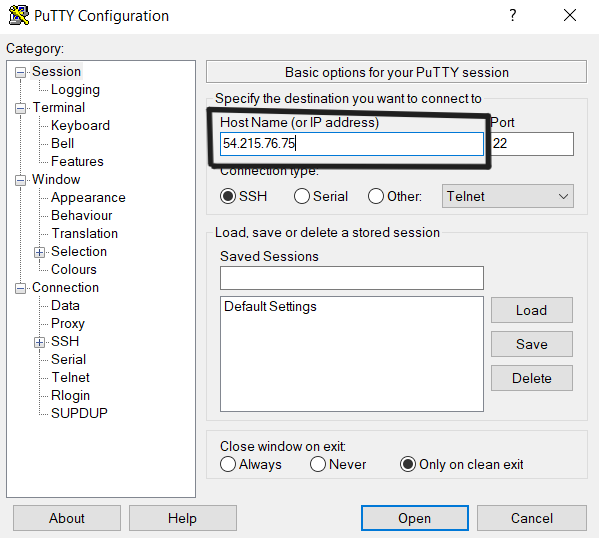 PuTTY Configuration ?
Category:
Session
Logging
Terminal
Keyboard
Bell
Features
Window
Appearance
Behaviour
Translation
Selection
Colours
Connection
Data
Proxy
SSH
Serial
Telnet
Rlogin
SUPDUP
Basic options for your PuTTY session
Specify the destination you want to connect to
Host Name (or IP address) Port
54.215.76.75 22
Connection type:
SSH Serial Other: Telnet
Load, save or delete a stored session
Saved Sessions
Default Settings
Load
Save
Delete
Close window on exit:
Always Never Only on clean exit
About Help Open Cancel